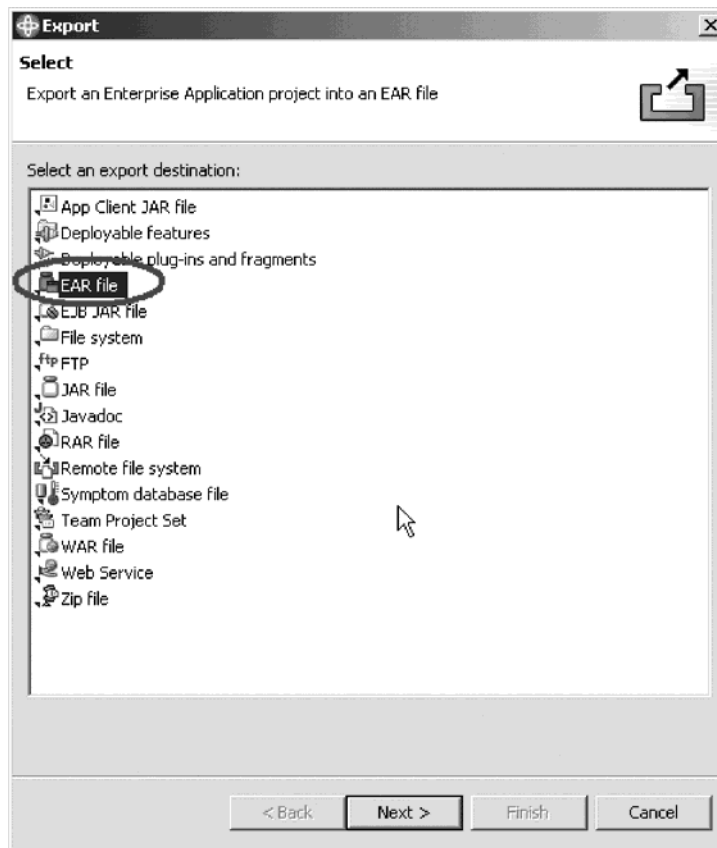 Export
Select
Export an Enterprise Application project into an EAR file
Select an export destination:
App Client JAR file
Deployable features
Deployable plug-ins and fragments
EAR file
EJB JAR file
File system
ftp FTP
JAR file
Javadoc
RAR file
Remote file system
Symptom database file
Team Project Set
WAR file
Web Service
Zip file
< Back Next > Finish Cancel